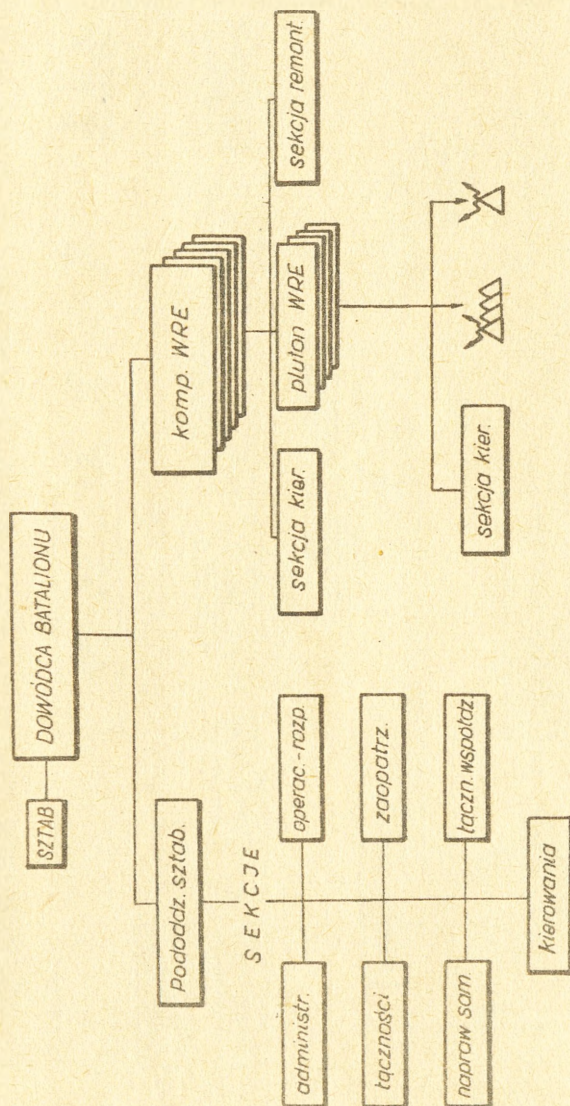 DOWÓDCA BATALIONU
SZTAB
Pododdz. sztab.
komp. WRE
SEKCJE
administr.
operac.-rozp.
łączności
zaopatrz.
napraw sam.
łączn. współdz.
kierowania
sekcja kier.
pluton WRE
sekcja remont.
sekcja kier.